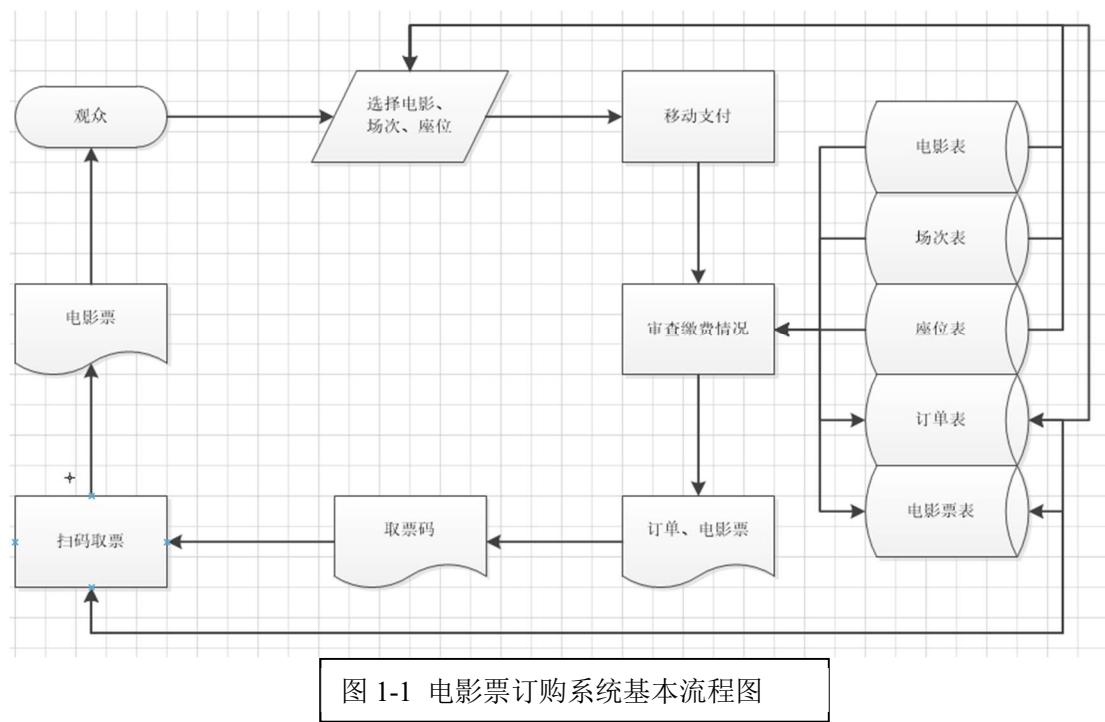 观众
选择电影、
场次、座位
移动支付
电影表
场次表
电影票
审查缴费情况
座位表
订单表
扫码取票
取票码
订单、电影票
电影票表
图 1-1 电影票订购系统基本流程图